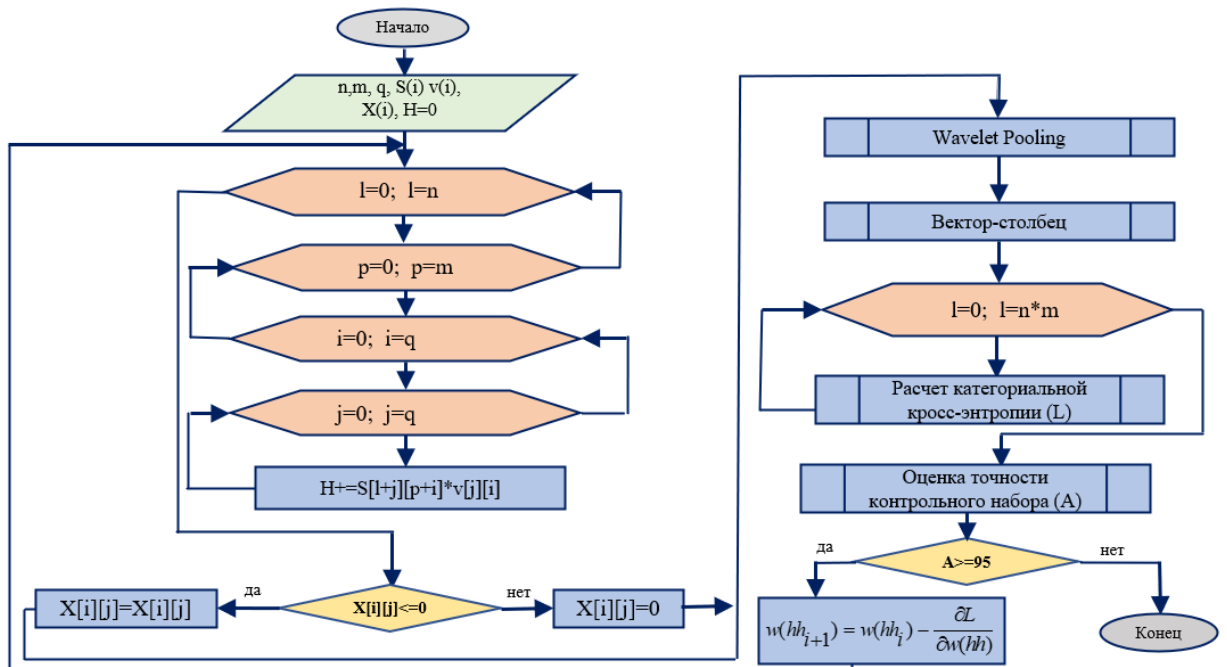 Начало
n,m, q, S(i) v(i),
X(i), H=0
l=0; l=n
p=0; p=m
i=0; i=q
j=0; j=q
H+=S[l+j][p+i]*v[j][i]
X[i][j]<=0
да
нет
X[i][j]=X[i][j]
X[i][j]=0
Wavelet Pooling
Вектор-столбец
l=0; l=n*m
Расчет категориальной
кросс-энтропии (L)
Оценка точности
контрольного набора (A)
A>=95
да
нет
w(hh_{i+1}) = w(hh_i) − ∂L/∂w(hh)
Конец